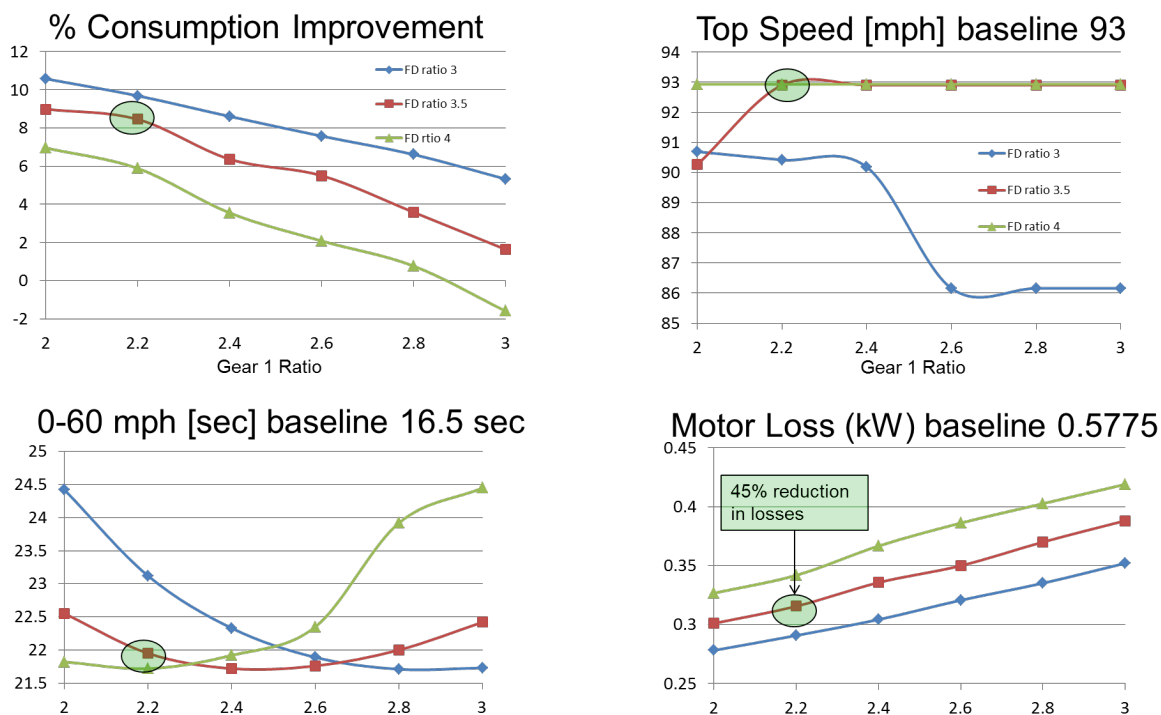 % Consumption Improvement
12
10
8
6
4
2
0
-2
FD ratio 3
FD ratio 3.5
FD rtio 4
2 2.2 2.4 2.6 2.8 3
Gear 1 Ratio
Top Speed [mph] baseline 93
94
93
92
91
90
89
88
87
86
85
FD ratio 3
FD ratio 3.5
FD ratio 4
2 2.2 2.4 2.6 2.8 3
Gear 1 Ratio
0-60 mph [sec] baseline 16.5 sec
25
24.5
24
23.5
23
22.5
22
21.5
2 2.2 2.4 2.6 2.8 3
Motor Loss (kW) baseline 0.5775
0.45
0.4
0.35
0.3
0.25
45% reduction
in losses
2 2.2 2.4 2.6 2.8 3